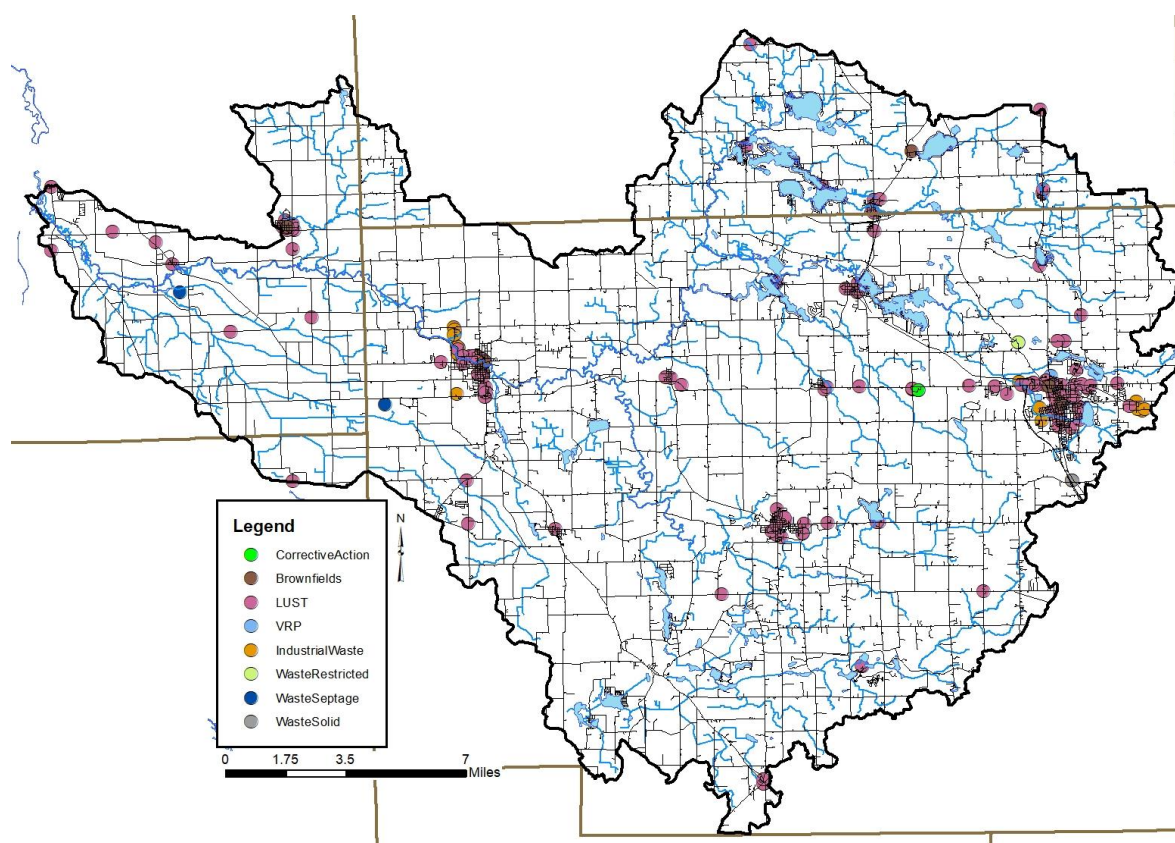 Legend
N
CorrectiveAction
Brownfields
LUST
VRP
IndustrialWaste
WasteRestricted
WasteSeptage
WasteSolid
0 1.75 3.5 7
Miles